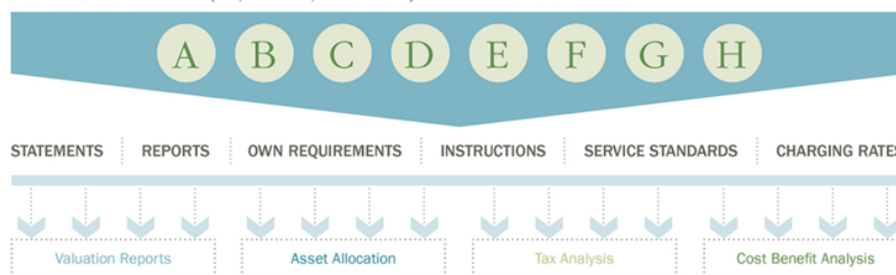 A B C D E F G H
STATEMENTS REPORTS OWN REQUIREMENTS INSTRUCTIONS SERVICE STANDARDS CHARGING RATES
Valuation Reports Asset Allocation Tax Analysis Cost Benefit Analysis